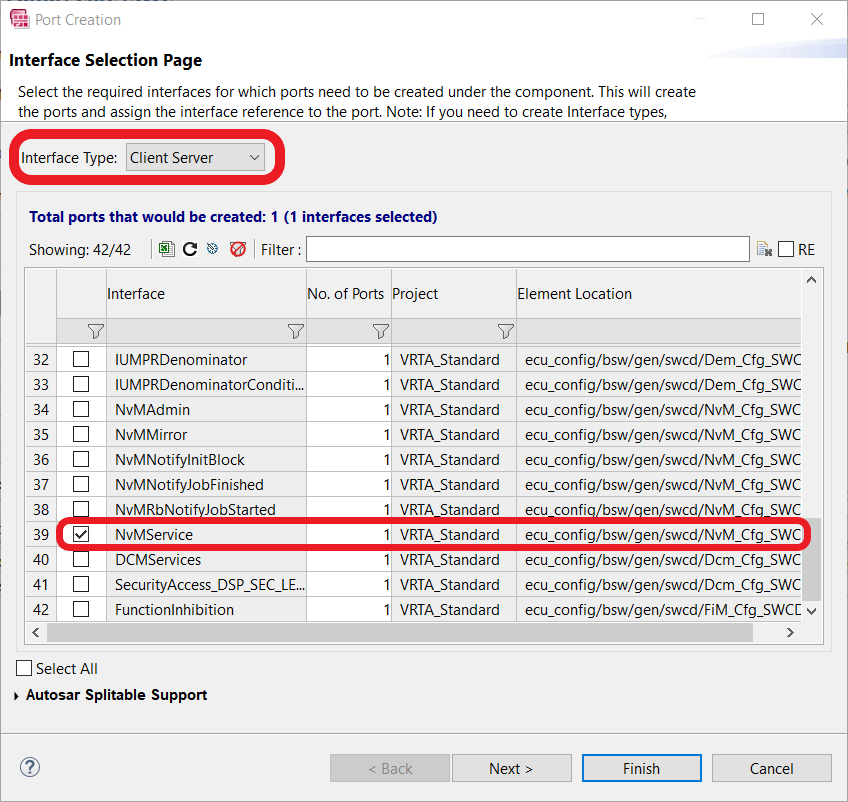 Port Creation
Interface Selection Page
Select the required interfaces for which ports need to be created under the component. This will create
the ports and assign the interface reference to the port. Note: If you need to create Interface types,
Interface Type: Client Server
Total ports that would be created: 1 (1 interfaces selected)
Showing: 42/42 Filter : RE
Interface No. of Ports Project Element Location
32 IUMPRDenominator 1 VRTA_Standard ecu_config/bsw/gen/swcd/Dem_Cfg_SWC
33 IUMPRDenominatorConditi... 1 VRTA_Standard ecu_config/bsw/gen/swcd/Dem_Cfg_SWC
34 NvMAdmin 1 VRTA_Standard ecu_config/bsw/gen/swcd/NvM_Cfg_SWC
35 NvMMirror 1 VRTA_Standard ecu_config/bsw/gen/swcd/NvM_Cfg_SWC
36 NvMNotifyInitBlock 1 VRTA_Standard ecu_config/bsw/gen/swcd/NvM_Cfg_SWC
37 NvMNotifyJobFinished 1 VRTA_Standard ecu_config/bsw/gen/swcd/NvM_Cfg_SWC
38 NvMRbNotifyJobStarted 1 VRTA_Standard ecu_config/bsw/gen/swcd/NvM_Cfg_SWC
39 NvMService 1 VRTA_Standard ecu_config/bsw/gen/swcd/NvM_Cfg_SWC
40 DCMServices 1 VRTA_Standard ecu_config/bsw/gen/swcd/Dcm_Cfg_SWC
41 SecurityAccess_DSP_SEC_LE... 1 VRTA_Standard ecu_config/bsw/gen/swcd/Dcm_Cfg_SWC
42 FunctionInhibition 1 VRTA_Standard ecu_config/bsw/gen/swcd/FiM_Cfg_SWCD
Select All
Autosar Splitable Support
< Back Next > Finish Cancel